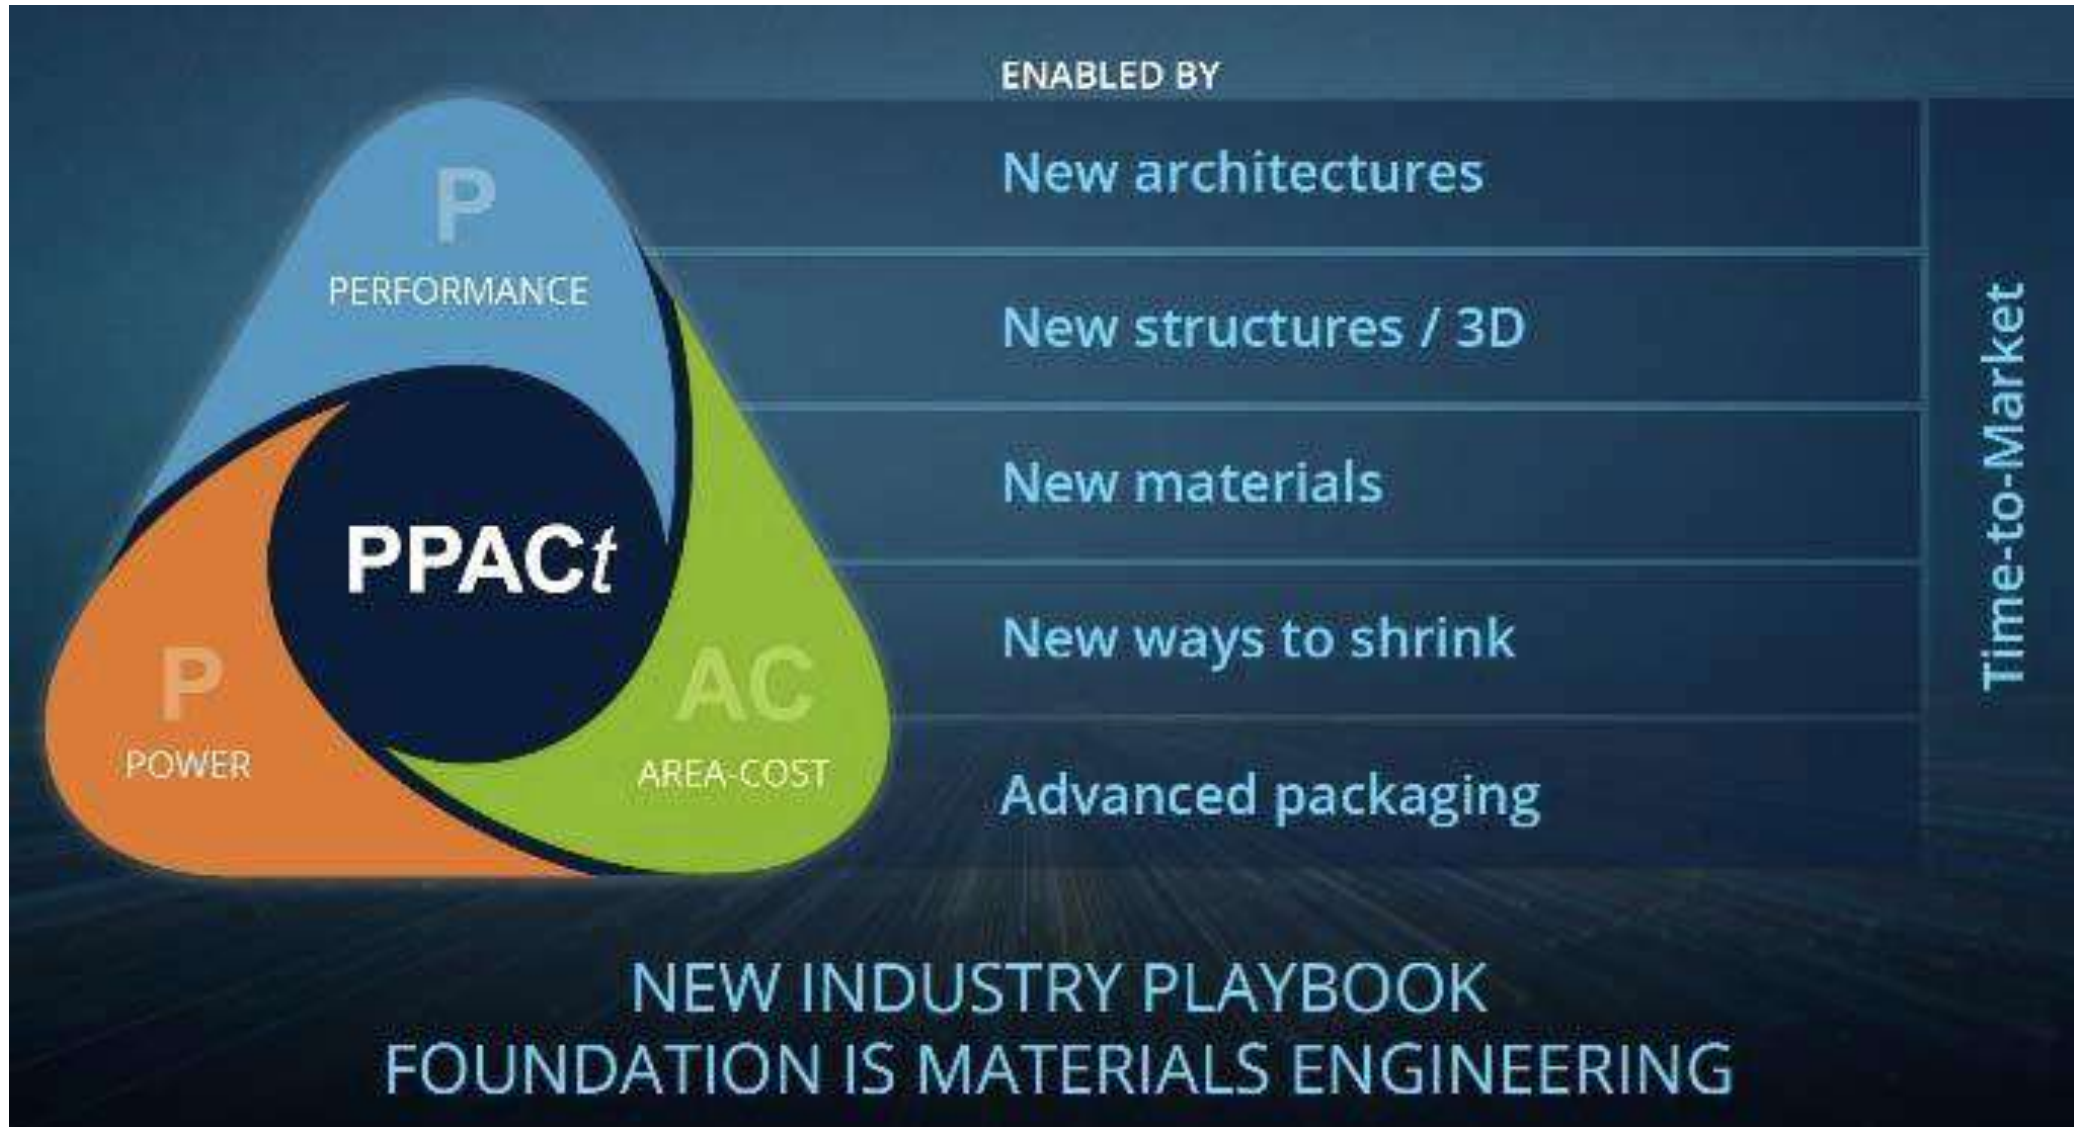 ENABLED BY
P
PERFORMANCE
PPACt
P
POWER
AC
AREA-COST
New architectures
New structures / 3D
New materials
New ways to shrink
Advanced packaging
Time-to-Market
NEW INDUSTRY PLAYBOOK
FOUNDATION IS MATERIALS ENGINEERING